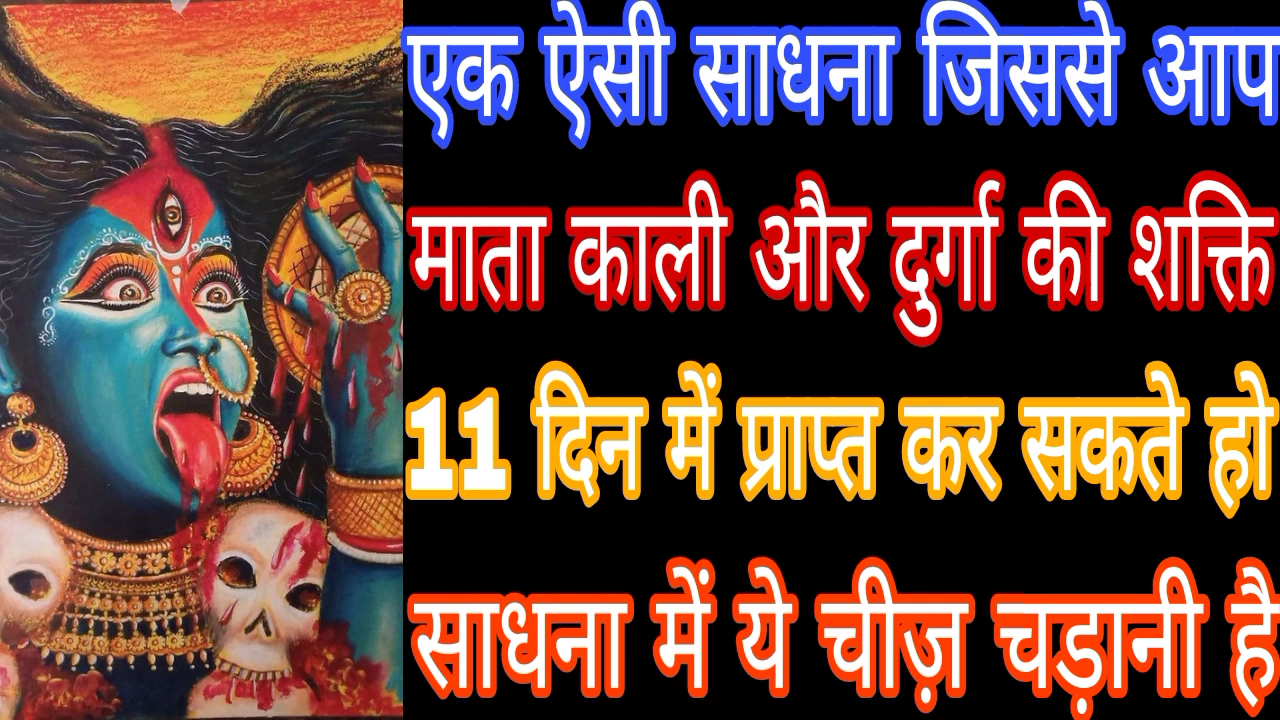 एक ऐसी साधना जिससे आप
माता काली और दुर्गा की शक्ति
11 दिन में प्राप्त कर सकते हो
साधना में ये चीज़ चड़ानी है